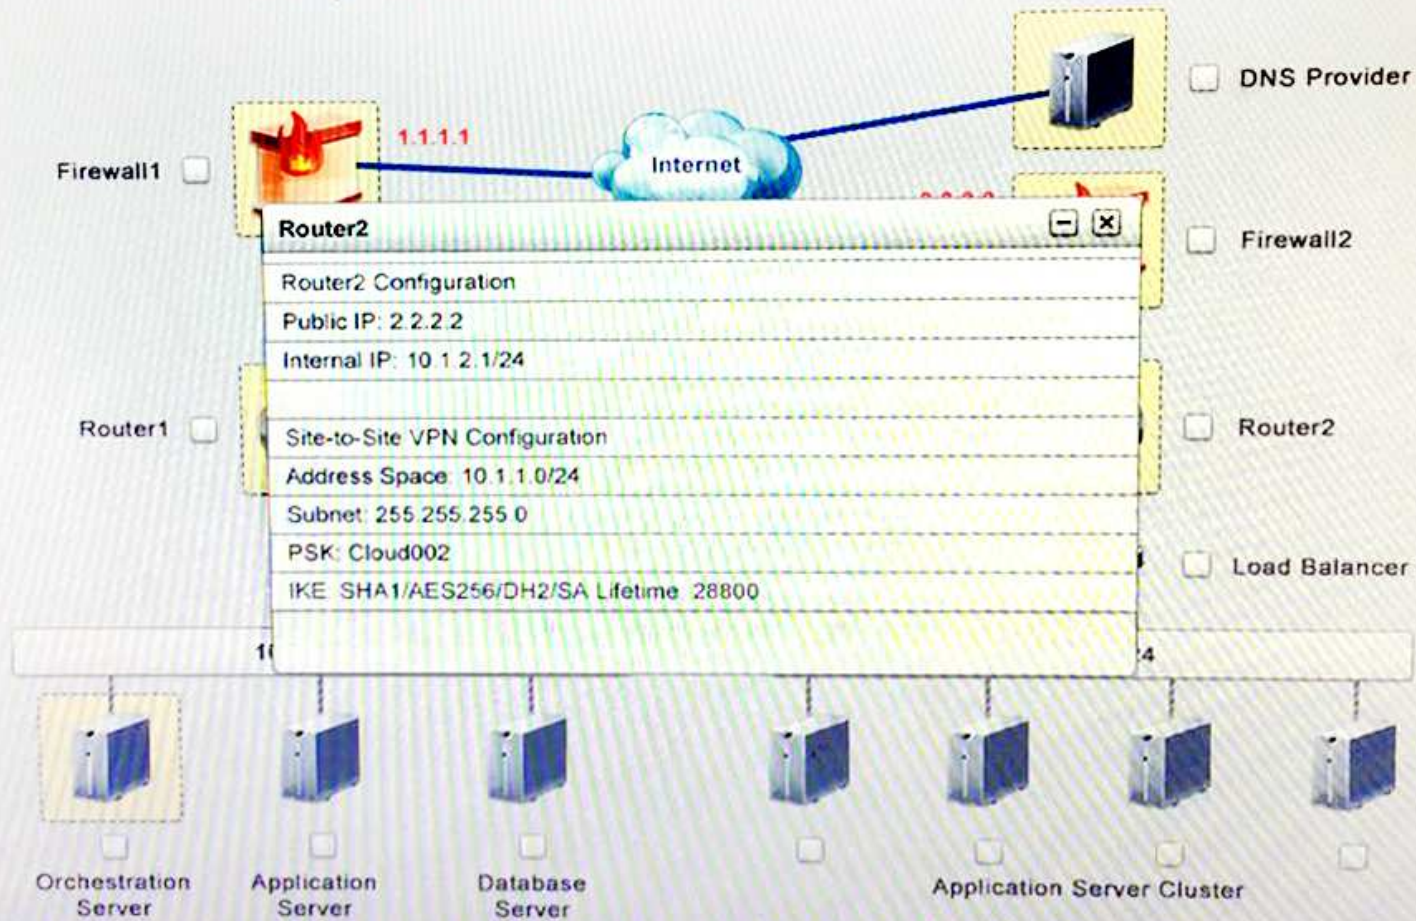 DNS Provider
1.1.1.1
Internet
Firewall1
Firewall2
Router2
Router2 Configuration
Public IP: 2.2.2.2
Internal IP: 10.1.2.1/24
Router1
Router2
Site-to-Site VPN Configuration
Address Space: 10.1.1.0/24
Subnet: 255.255.255.0
PSK: Cloud002
Load Balancer
IKE SHA1/AES256/DH2/SA Lifetime 28800
Orchestration Server
Application Server
Database Server
Application Server Cluster